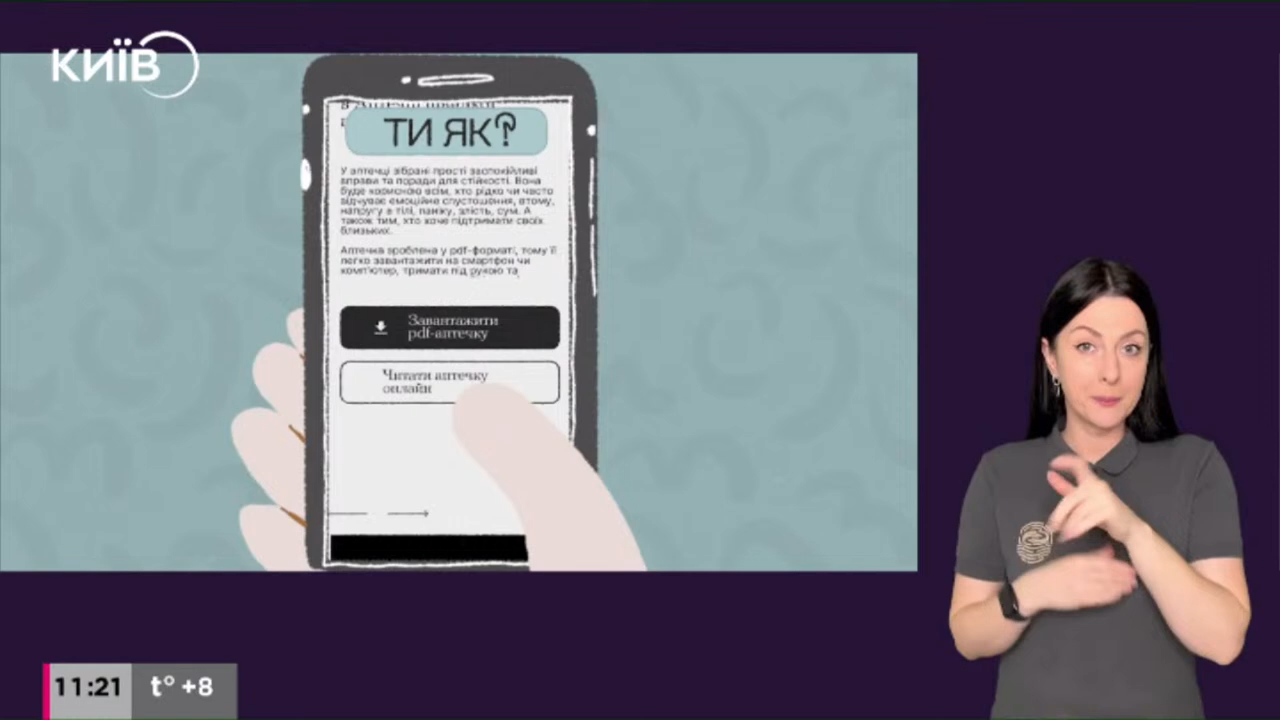 КИЇВ
ТИ ЯК?
У аптечці зібрані прості заспокійливі
вправи та поради для стійкості. Вона
буде корисною всім, хто рідко чи часто
відчуває емоційне спустошення, втому,
напругу в тілі, паніку, злість, сум. А
також тим, хто хоче підтримати своїх
близьких.
Аптечка зроблена у pdf-форматі, тому її
легко завантажити на смартфон чи
комп'ютер, тримати під рукою та
Завантажити
pdf-аптечку
Читати аптечку
онлайн
11:21 t° +8